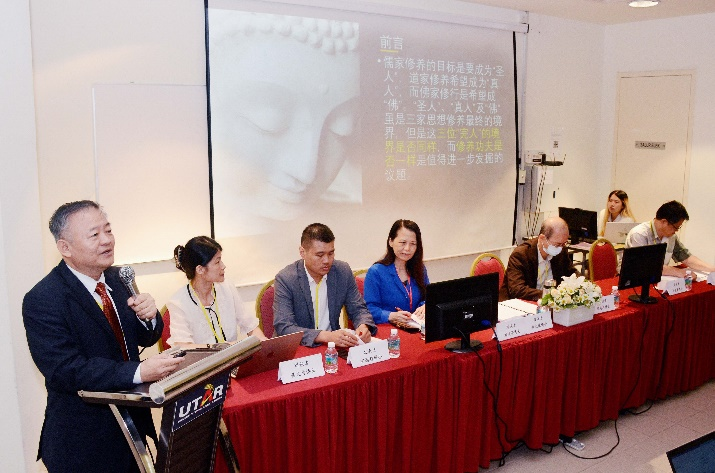 前言
• 儒家修养的目标是要成为“圣
人”，道家修养希望成为“真
人”，而佛家修行是希望成
“佛”，“圣人”、“真人”及“佛”
虽是三家思想修养最终的境
界，但是这三位“完人”的境
界是否同样，而修养功夫是
否一样是值得进一步发掘的
议题
UTAR